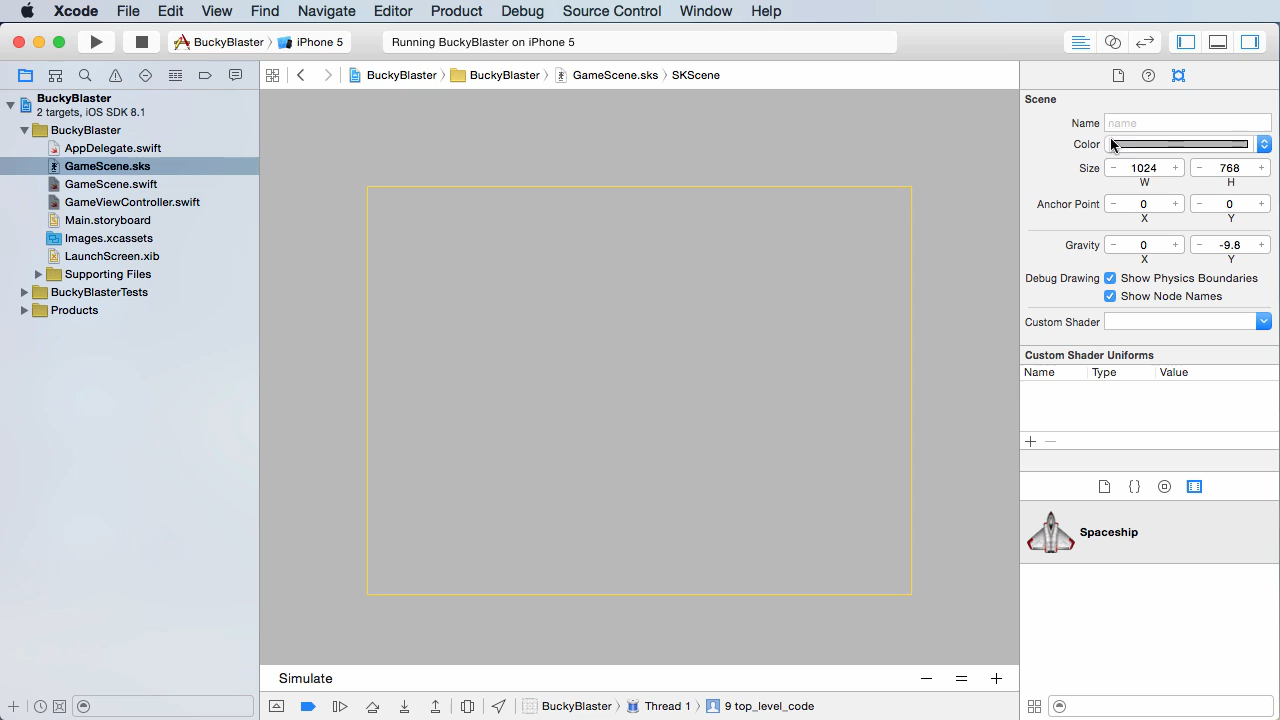 Xcode File Edit View Find Navigate Editor Product Debug Source Control Window Help
BuckyBlaster iPhone 5 Running BuckyBlaster on iPhone 5
BuckyBlaster BuckyBlaster GameScene.sks SKScene
BuckyBlaster
2 targets, iOS SDK 8.1
BuckyBlaster
AppDelegate.swift
GameScene.sks
GameScene.swift
GameViewController.swift
Main.storyboard
Images.xcassets
LaunchScreen.xib
Supporting Files
BuckyBlasterTests
Products
Simulate
BuckyBlaster Thread 1 9 top_level_code
Scene
Name name
Color
Size 1024 768
W H
Anchor Point 0 0
X Y
Gravity 0 -9.8
X Y
Debug Drawing Show Physics Boundaries
Show Node Names
Custom Shader
Custom Shader Uniforms
Name Type Value
Spaceship